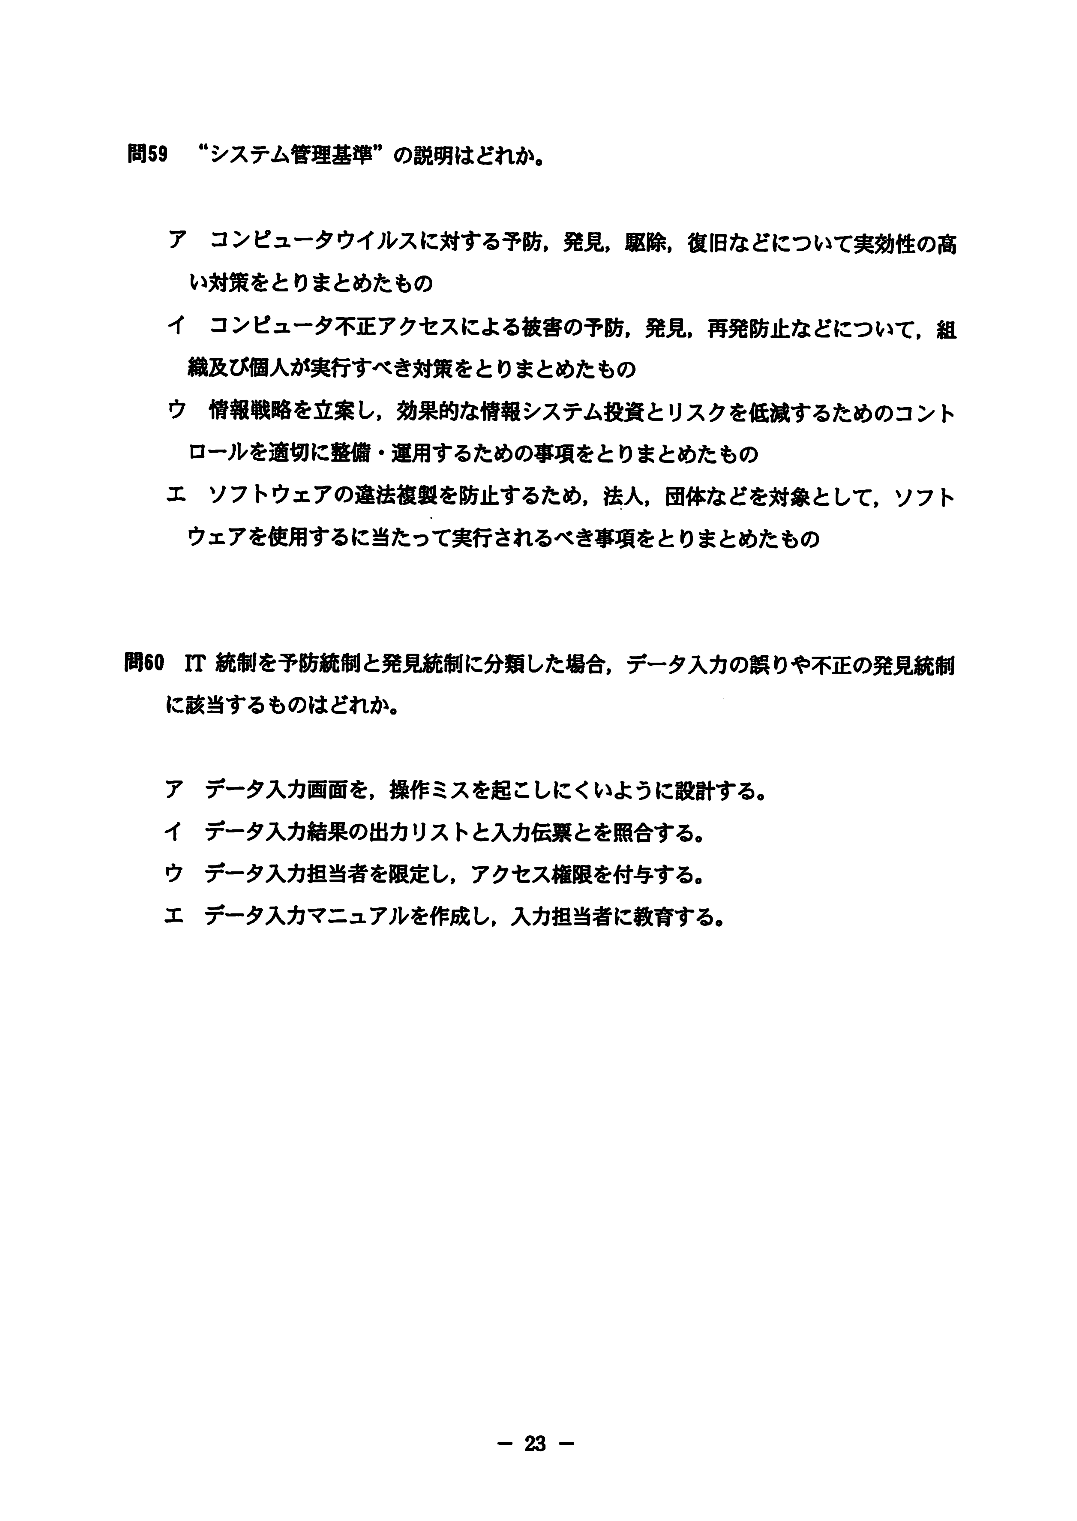 問59 “システム管理基準”の説明はどれか。
ア コンピュータウイルスに対する予防，発見，駆除，復旧などについて実効性の高
い対策をとりまとめたもの
イ コンピュータ不正アクセスによる被害の予防，発見，再発防止などについて，組
織及び個人が実行すべき対策をとりまとめたもの
ウ 情報戦略を立案し，効果的な情報システム投資とリスクを低減するためのコント
ロールを適切に整備・運用するための事項をとりまとめたもの
エ ソフトウェアの違法複製を防止するため，法人，団体などを対象として，ソフト
ウェアを使用するに当たって実行されるべき事項をとりまとめたもの
問60 IT 統制を予防統制と発見統制に分類した場合，データ入力の誤りや不正の発見統制
に該当するものはどれか。
ア データ入力画面を，操作ミスを起こしにくいように設計する。
イ データ入力結果の出力リストと入力伝票とを照合する。
ウ データ入力担当者を限定し，アクセス権限を付与する。
エ データ入力マニュアルを作成し，入力担当者に教育する。
― 23 ―